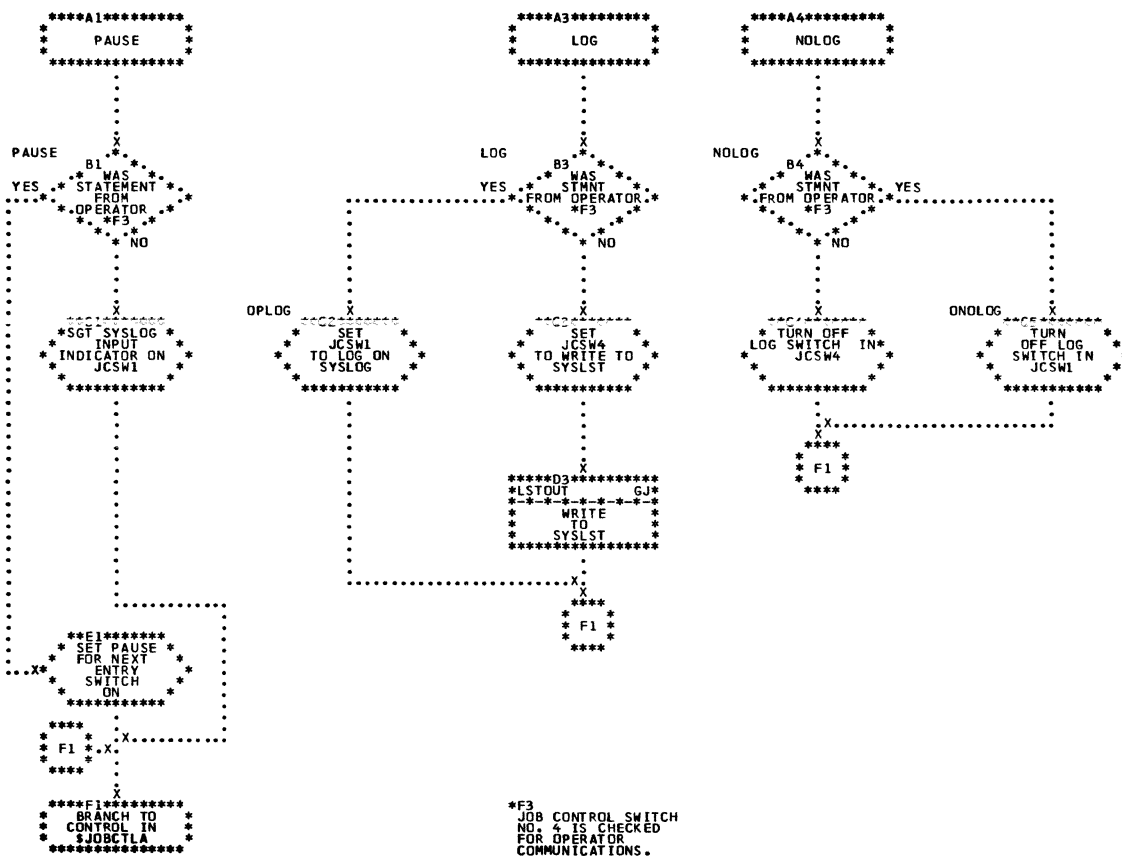 A1
PAUSE
A3
LOG
A4
NOLOG
PAUSE
B1
WAS
STATEMENT
FROM
OPERATOR
*F3
YES
NO
LOG
B3
WAS
STMNT
FROM OPERATOR
*F3
YES
NO
NOLOG
B4
WAS
STMNT
FROM OPERATOR
*F3
YES
NO
C1
SGT SYSLOG
INPUT
INDICATOR ON
JCSW1
OPLOG
C2
SET
JCSW1
TO LOG ON
SYSLOG
SET
JCSW4
TO WRITE TO
SYSLST
TURN OFF
LOG SWITCH IN
JCSW4
ONOLOG
C5
TURN
OFF LOG
SWITCH IN
JCSW1
F1
D3
LSTOUT GJ
WRITE
TO
SYSLST
F1
E1
SET PAUSE
FOR NEXT
ENTRY
SWITCH
ON
F1
F1
BRANCH TO
CONTROL IN
$JOBCTLA
*F3
JOB CONTROL SWITCH
NO. 4 IS CHECKED
FOR OPERATOR
COMMUNICATIONS.